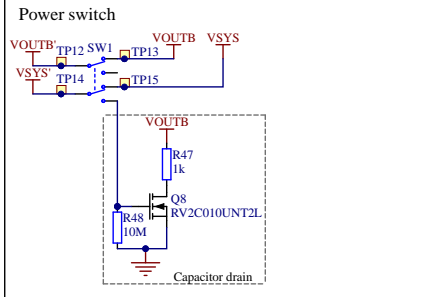 Power switch
VOUTB' TP12 SW1 TP13 VOUTB VSYS
VSYS' TP14 TP15
VOUTB
R47
1k
Q8
RV2C010UNT2L
R48
10M
Capacitor drain